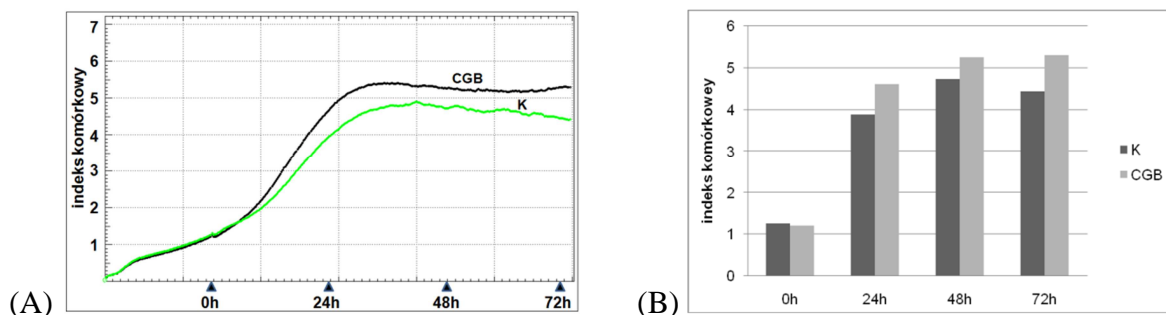 7
6
5
4
3
2
1
indeks komórkowy
CGB
K
0h
24h
48h
72h
(A)
6
5
4
3
2
1
0
indeks komórkowey
K
CGB
0h
24h
48h
72h
(B)